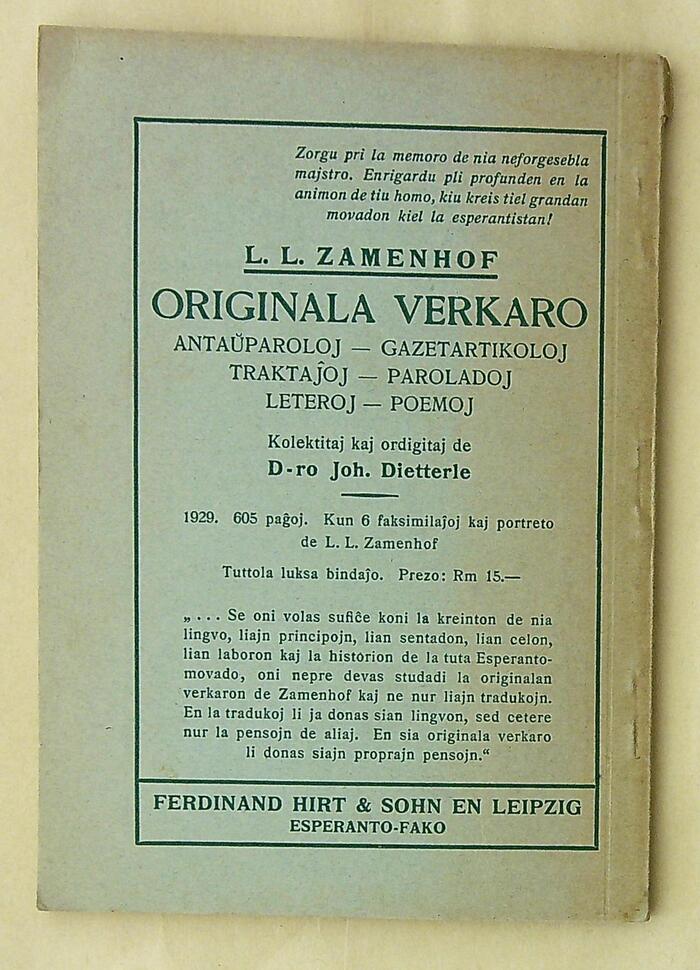 Zorgu pri la memoro de nia neforgesebla
majstro. Enrigardu pli profunden en la
animon de tiu homo, kiu kreis tiel grandan
movadon kiel la esperantistan!
L. L. ZAMENHOF
ORIGINALA VERKARO
ANTAŬPAROLOJ — GAZETARTIKOLOJ
TRAKTAĴOJ — PAROLADOJ
LETEROJ — POEMOJ
Kolektitaj kaj ordigitaj de
D-ro Joh. Dietterle
1929. 605 paĝoj. Kun 6 faksimilaĵoj kaj portreto
de L. L. Zamenhof
Tuttola luksa bindaĵo. Prezo: Rm 15.—
„... Se oni volas sufiĉe koni la kreinton de nia
lingvo, liajn principojn, lian sentadon, lian celon,
lian laboron kaj la historion de la tuta Esperanto-
movado, oni nepre devas studadi la originalan
verkaron de Zamenhof kaj ne nur liajn tradukojn.
En la tradukoj li ja donas sian lingvon, sed cetere
nur la pensojn de aliaj. En sia originala verkaro
li donas siajn proprajn pensojn.“
FERDINAND HIRT & SOHN EN LEIPZIG
ESPERANTO-FAKO